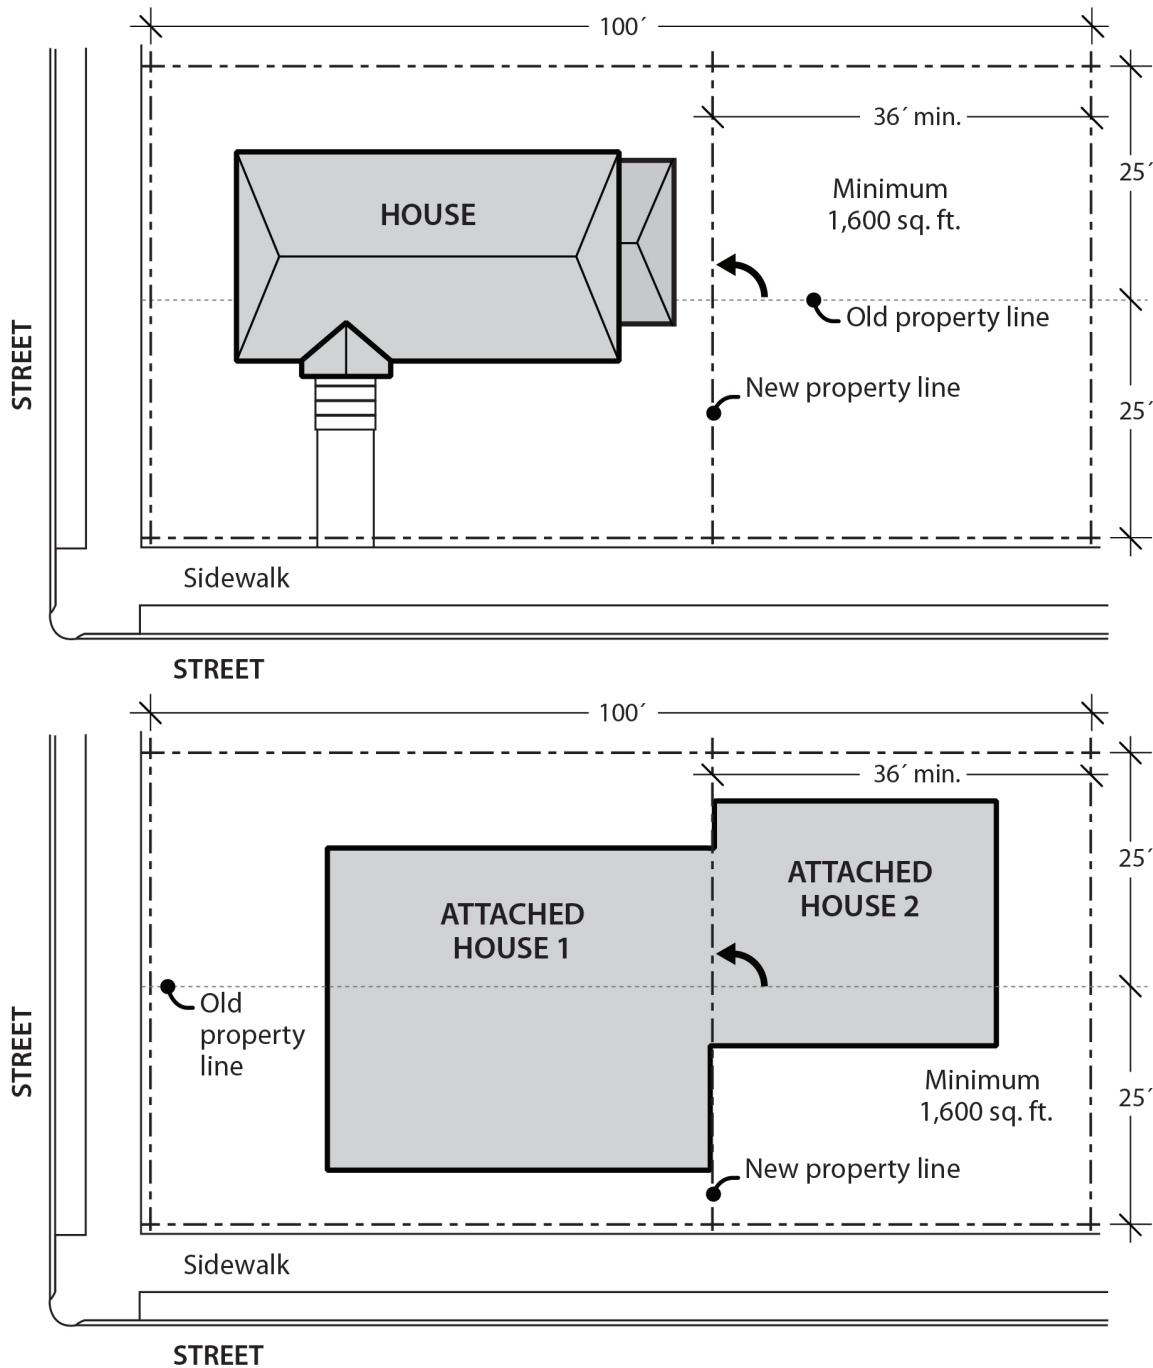 100´
36´ min.
25´
Minimum
1,600 sq. ft.
HOUSE
Old property line
STREET
New property line
25´
Sidewalk
STREET
100´
36´ min.
25´
ATTACHED
HOUSE 2
ATTACHED
HOUSE 1
Old
property
line
STREET
Minimum
1,600 sq. ft.
25´
New property line
Sidewalk
STREET